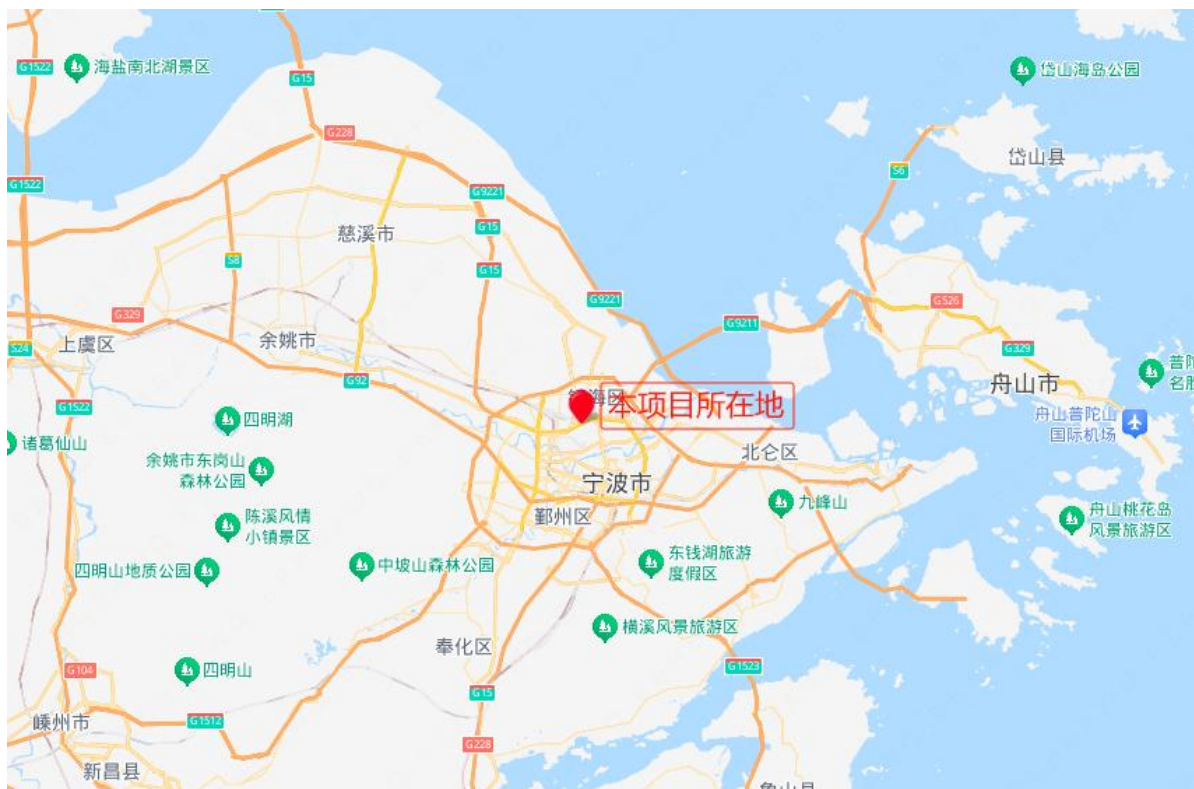 G1522
海盐南北湖景区
G15
岱山海岛公园
G228
岱山县
S6
G1522
G9221
G15
慈溪市
S8
G15
G9221
G526
G329
G9211
余姚市
上虞区
S24
G329
舟山市
普陀
名胜
G92
本项目所在地
G1522
四明湖
舟山普陀山
国际机场
诸葛仙山
北仑区
余姚市东岗山
森林公园
宁波市
九峰山
鄞州区
舟山桃花岛
风景旅游区
陈溪风情
小镇景区
东钱湖旅游
度假区
四明山地质公园
中坡山森林公园
横溪风景旅游区
奉化区
G104
四明山
G1523
G15
嵊州市
G1512
G228
新昌县